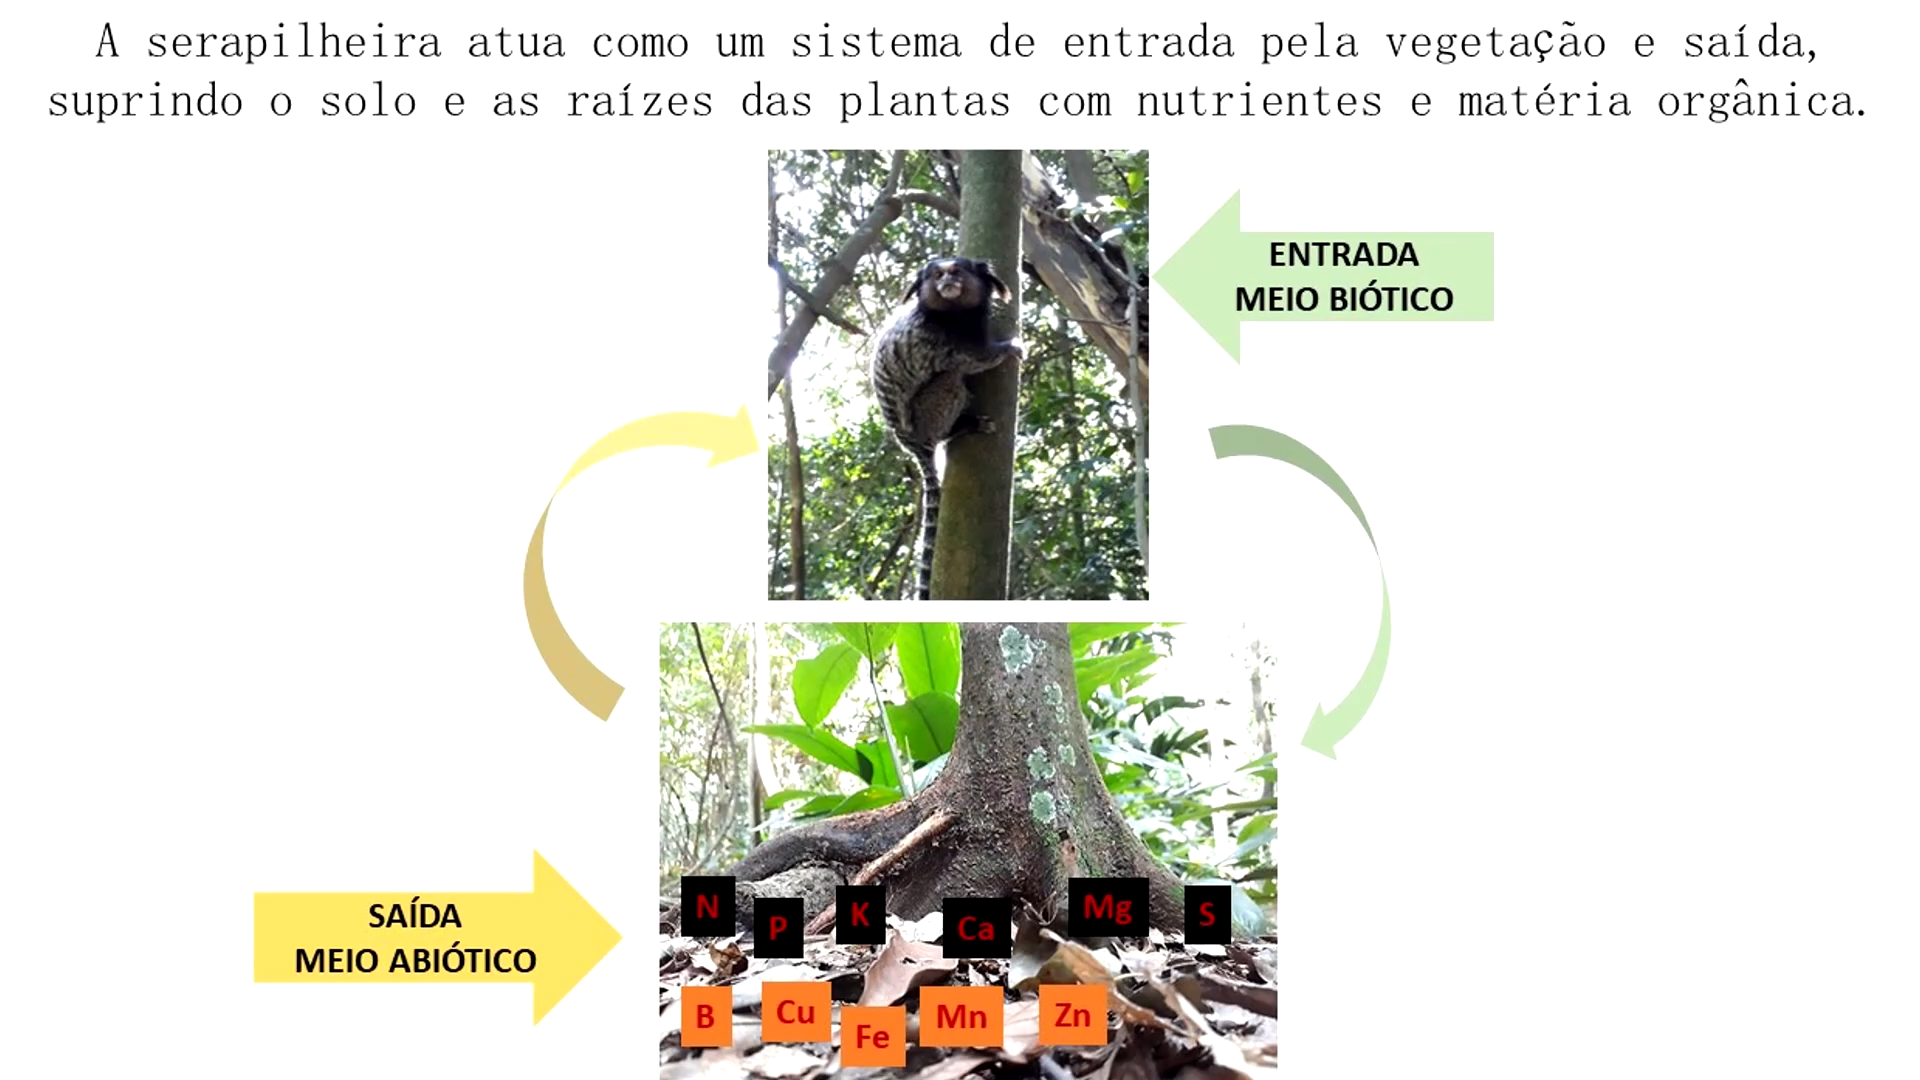 A serapilheira atua como um sistema de entrada pela vegetação e saída,
suprindo o solo e as raízes das plantas com nutrientes e matéria orgânica.
ENTRADA
MEIO BIÓTICO
SAÍDA
MEIO ABIÓTICO
N P K Ca Mg S
B Cu Fe Mn Zn